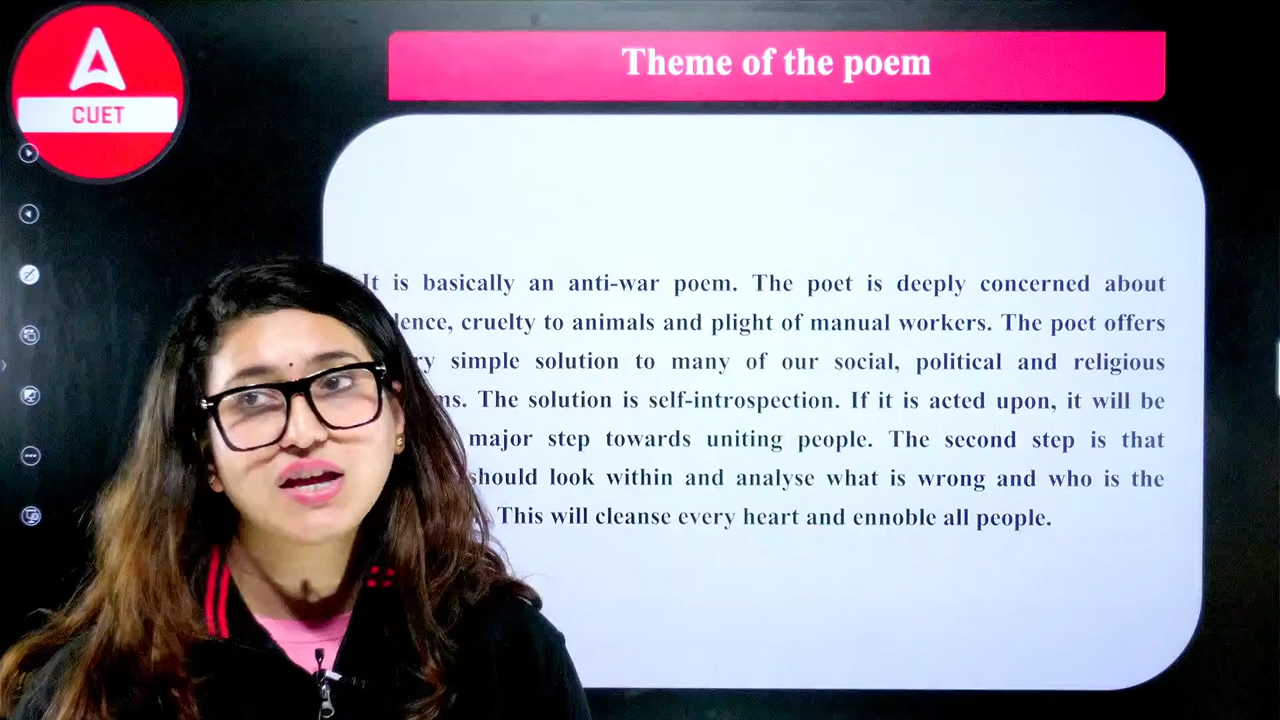 CUET
Theme of the poem
It is basically an anti-war poem. The poet is deeply concerned about
lence, cruelty to animals and plight of manual workers. The poet offers
ry simple solution to many of our social, political and religious
ms. The solution is self-introspection. If it is acted upon, it will be
major step towards uniting people. The second step is that
should look within and analyse what is wrong and who is the
This will cleanse every heart and ennoble all people.